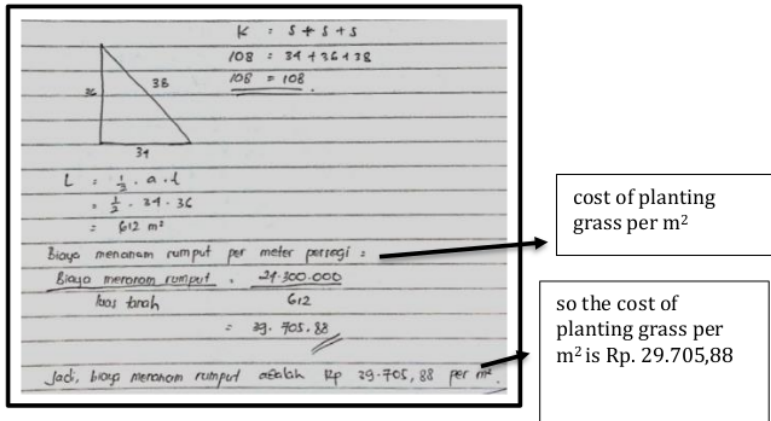 K = S + S + S
108 = 34 + 36 + 38
108 = 108
36
38
34
L = 1/2 . a . t
= 1/2 . 34 . 36
= 612 m²
Biaya menanam rumput per meter persegi :
Biaya menanam rumput = 24.300.000
luas tanah 612
= 39.705.88
Jadi, biaya menanam rumput adalah Rp 39.705,88 per m².
cost of planting
grass per m²
so the cost of
planting grass per
m² is Rp. 29.705,88